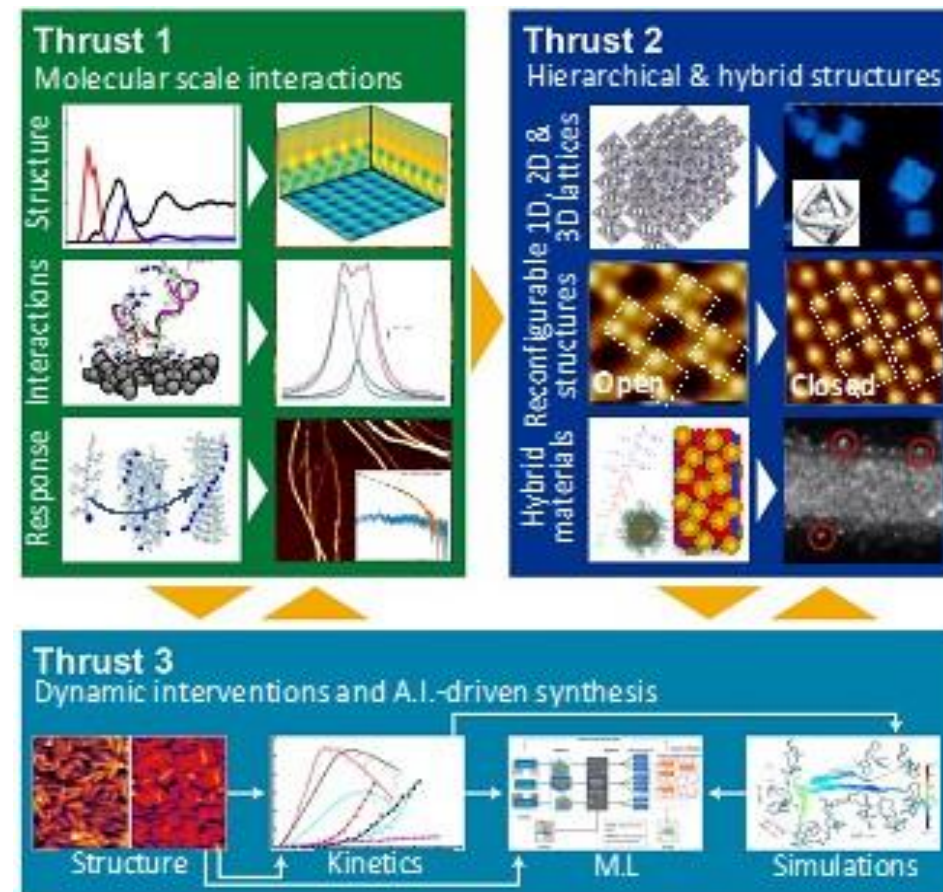 Thrust 1
Molecular scale interactions
Structure
Interactions
Response
Thrust 2
Hierarchical & hybrid structures
1D, 2D &
3D lattices
Reconfigurable
structures
Open
Closed
Hybrid
materials
Thrust 3
Dynamic interventions and A.I.-driven synthesis
Structure
Kinetics
M.L
Simulations